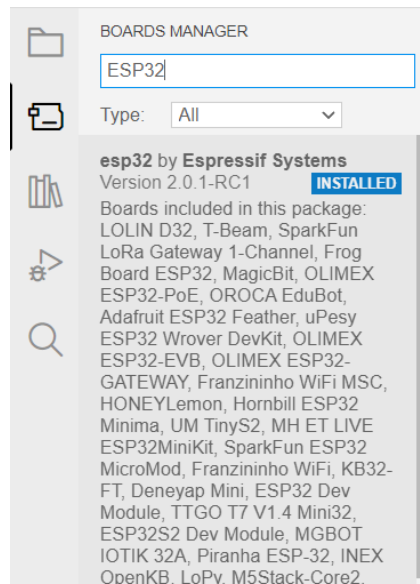 BOARDS MANAGER
ESP32
Type: All
esp32 by Espressif Systems
Version 2.0.1-RC1 INSTALLED
Boards included in this package:
LOLIN D32, T-Beam, SparkFun
LoRa Gateway 1-Channel, Frog
Board ESP32, MagicBit, OLIMEX
ESP32-PoE, OROCA EduBot,
Adafruit ESP32 Feather, uPesy
ESP32 Wrover DevKit, OLIMEX
ESP32-EVB, OLIMEX ESP32-
GATEWAY, Franzininho WiFi MSC,
HONEYLemon, Hornbill ESP32
Minima, UM TinyS2, MH ET LIVE
ESP32MiniKit, SparkFun ESP32
MicroMod, Franzininho WiFi, KB32-
FT, Deneyap Mini, ESP32 Dev
Module, TTGO T7 V1.4 Mini32,
ESP32S2 Dev Module, MGBOT
IOTIK 32A, Piranha ESP-32, INEX
OpenKB, LoPy, M5Stack-Core2,